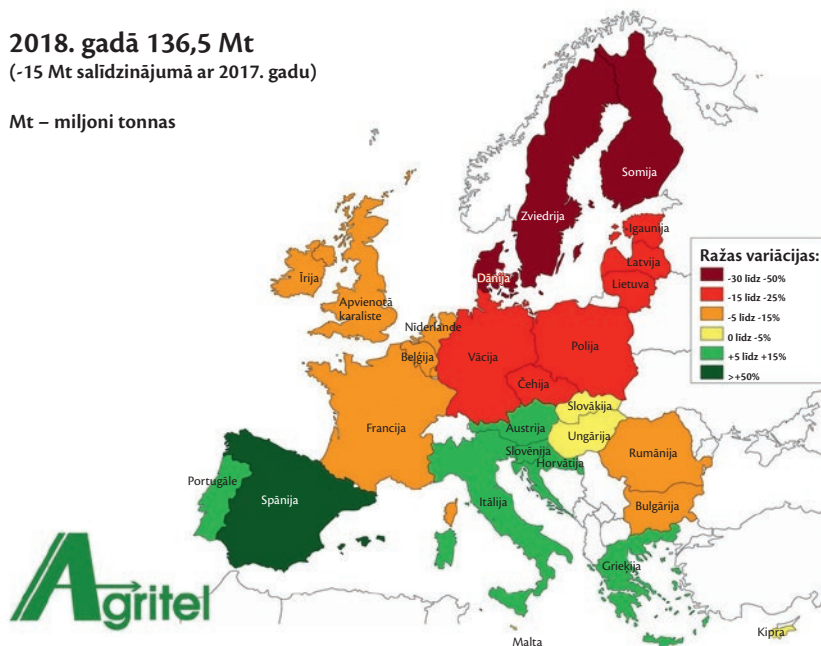 2018. gadā 136,5 Mt
(-15 Mt salīdzinājumā ar 2017. gadu)
Mt – miljoni tonnas
Somija
Zviedrija
Igaunija
Latvija
Lietuva
Dānija
Īrija
Apvienotā
karaliste
Nīderlande
Beļģija
Vācija
Polija
Čehija
Slovākija
Ungārija
Austrija
Slovēnija
Horvātija
Francija
Rumānija
Bulgārija
Portugāle
Spānija
Itālija
Grieķija
Malta
Kipra
Ražas variācijas:
-30 līdz -50%
-15 līdz -25%
-5 līdz -15%
0 līdz -5%
+5 līdz +15%
>+50%
Agritel